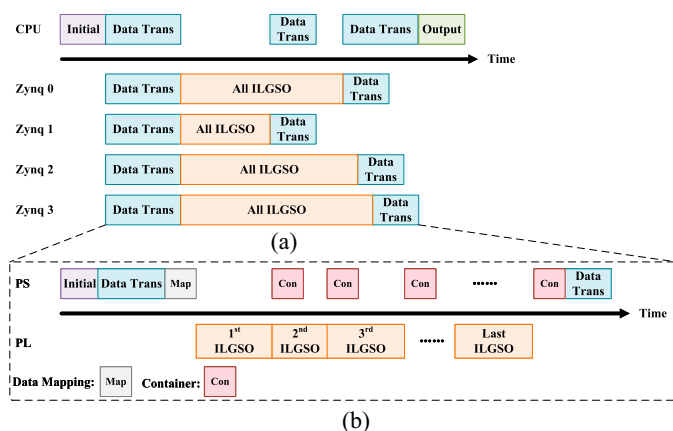 CPU Initial Data Trans Data Trans Data Trans Output
Time
Zynq 0 Data Trans All ILGSO Data Trans
Zynq 1 Data Trans All ILGSO Data Trans
Zynq 2 Data Trans All ILGSO Data Trans
Zynq 3 Data Trans All ILGSO Data Trans
(a)
PS Initial Data Trans Map Con Con Con ...... Con Data Trans
Time
PL 1st ILGSO 2nd ILGSO 3rd ILGSO ...... Last ILGSO
Data Mapping: Map Container: Con
(b)